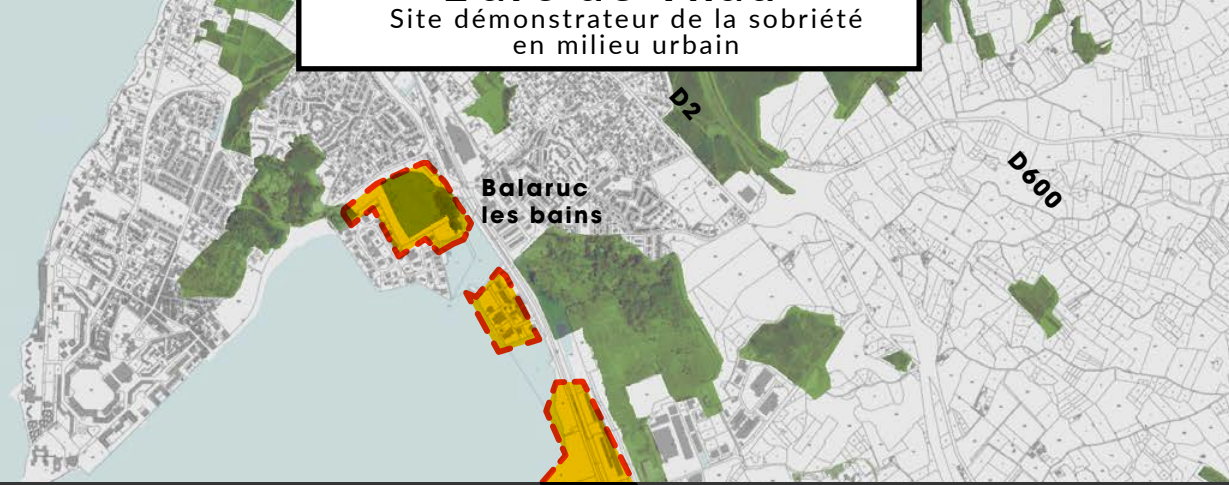 Site démonstrateur de la sobriété
en milieu urbain
D2
D600
Balaruc
les bains